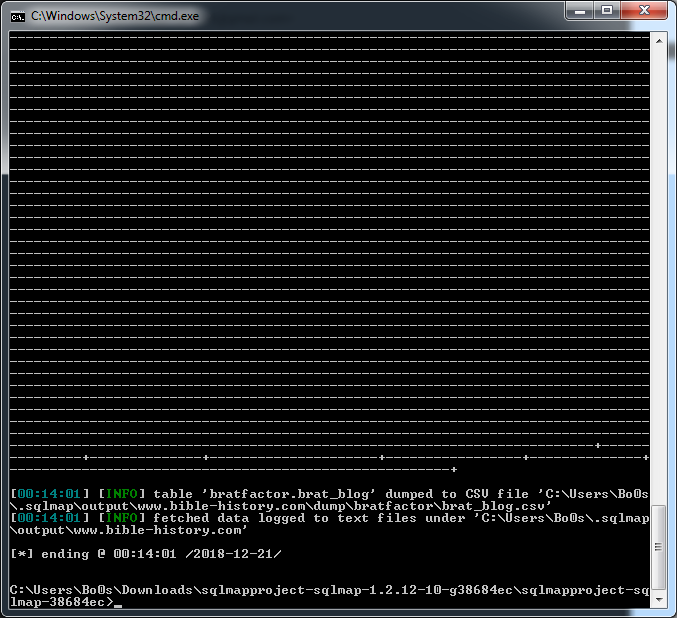 C:\Windows\System32\cmd.exe
[00:14:01] [INFO] table 'bratfactor.brat_blog' dumped to CSV file 'C:\Users\Bo0s
\.sqlmap\output\www.bible-history.com\dump\bratfactor\brat_blog.csv'
[00:14:01] [INFO] fetched data logged to text files under 'C:\Users\Bo0s\.sqlmap
\output\www.bible-history.com'
[*] ending @ 00:14:01 /2018-12-21/
C:\Users\Bo0s\Downloads\sqlmapproject-sqlmap-1.2.12-10-g38684ec\sqlmapproject-sq
lmap-38684ec>_